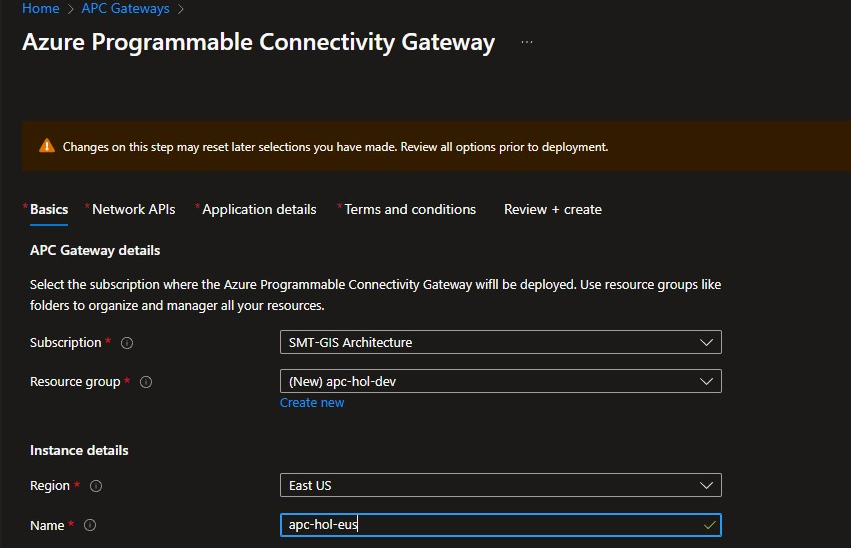 Home > APC Gateways >
Azure Programmable Connectivity Gateway ...
Changes on this step may reset later selections you have made. Review all options prior to deployment.
* Basics * Network APIs * Application details * Terms and conditions Review + create
APC Gateway details
Select the subscription where the Azure Programmable Connectivity Gateway wifll be deployed. Use resource groups like
folders to organize and manager all your resources.
Subscription * SMT-GIS Architecture
Resource group * (New) apc-hol-dev
Create new
Instance details
Region * East US
Name * apc-hol-eus